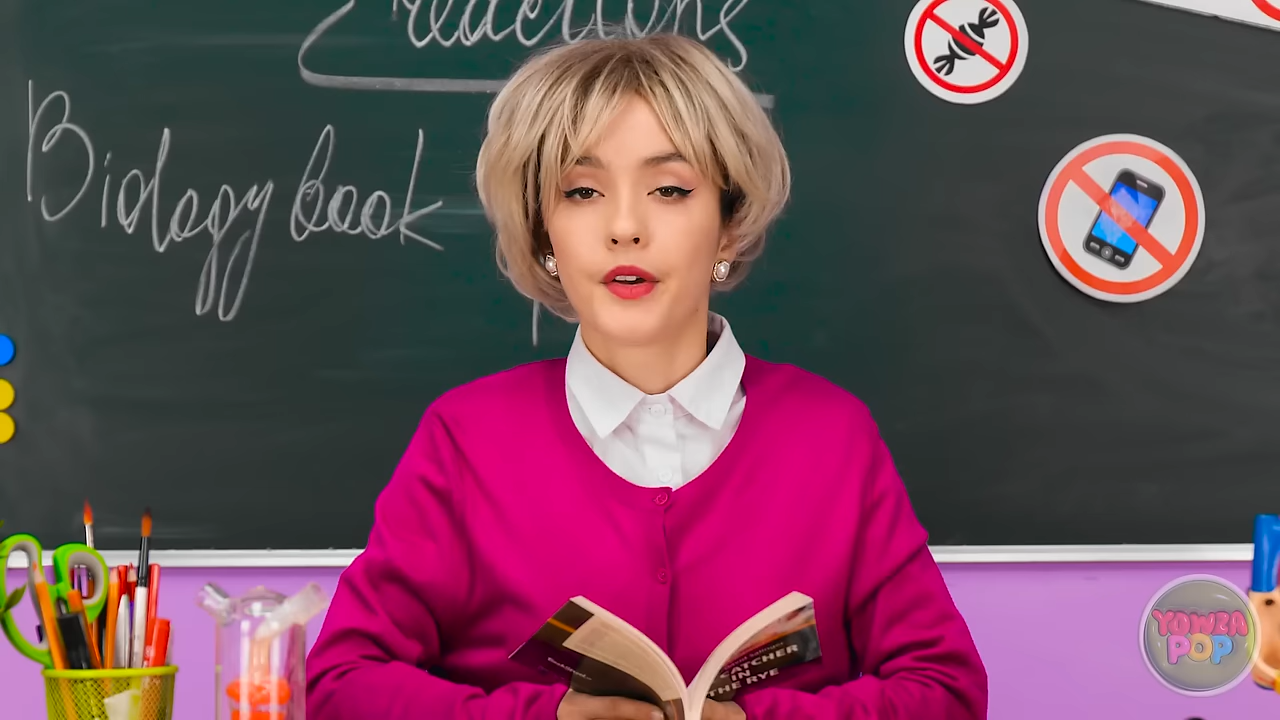 reactions
Biology book
CATCHER
IN
THE RYE
YOWZA
POP